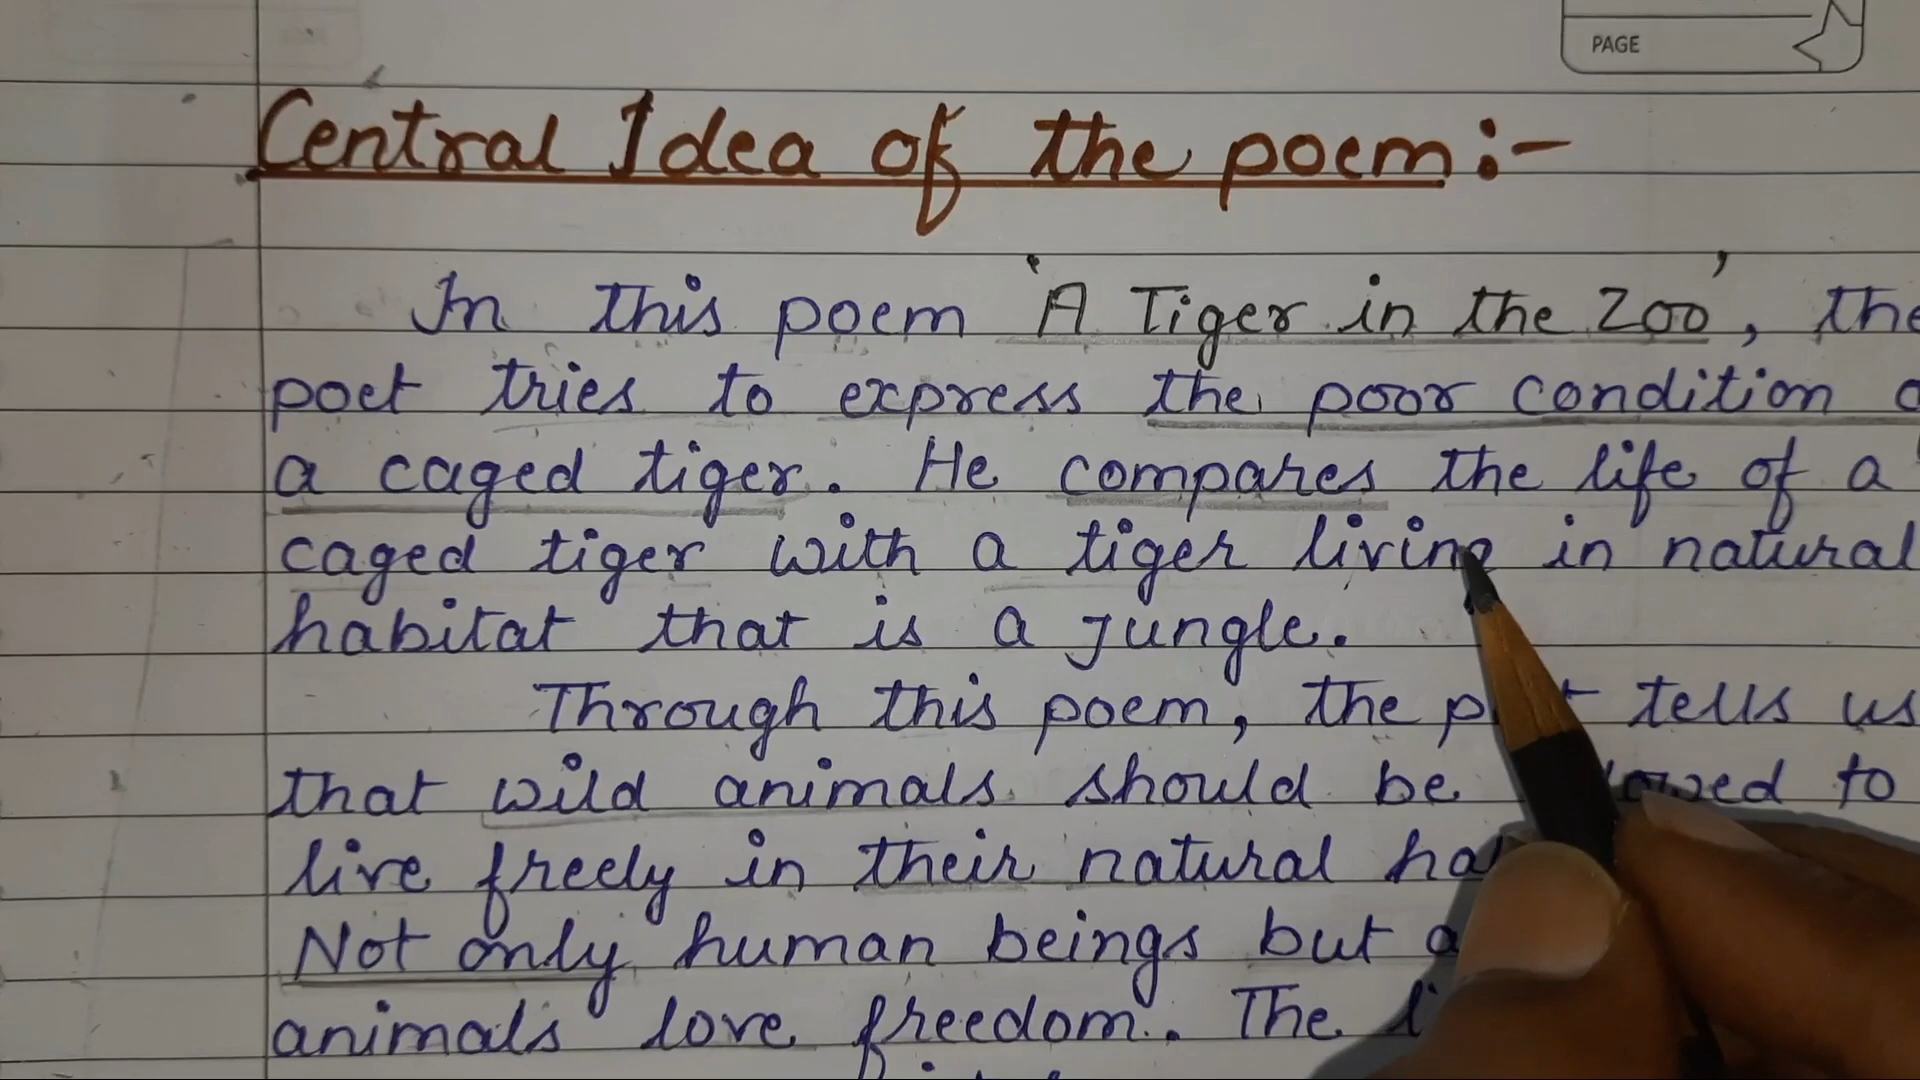 PAGE
Central Idea of the poem:-
In this poem 'A Tiger in the Zoo', the
poet tries to express the poor condition
a caged tiger. He compares the life of a
caged tiger with a tiger living in natural
habitat that is a jungle.
Through this poem, the tells us
that wild animals should be to
live freely in their natural
Not only human beings but
animals love freedom. The